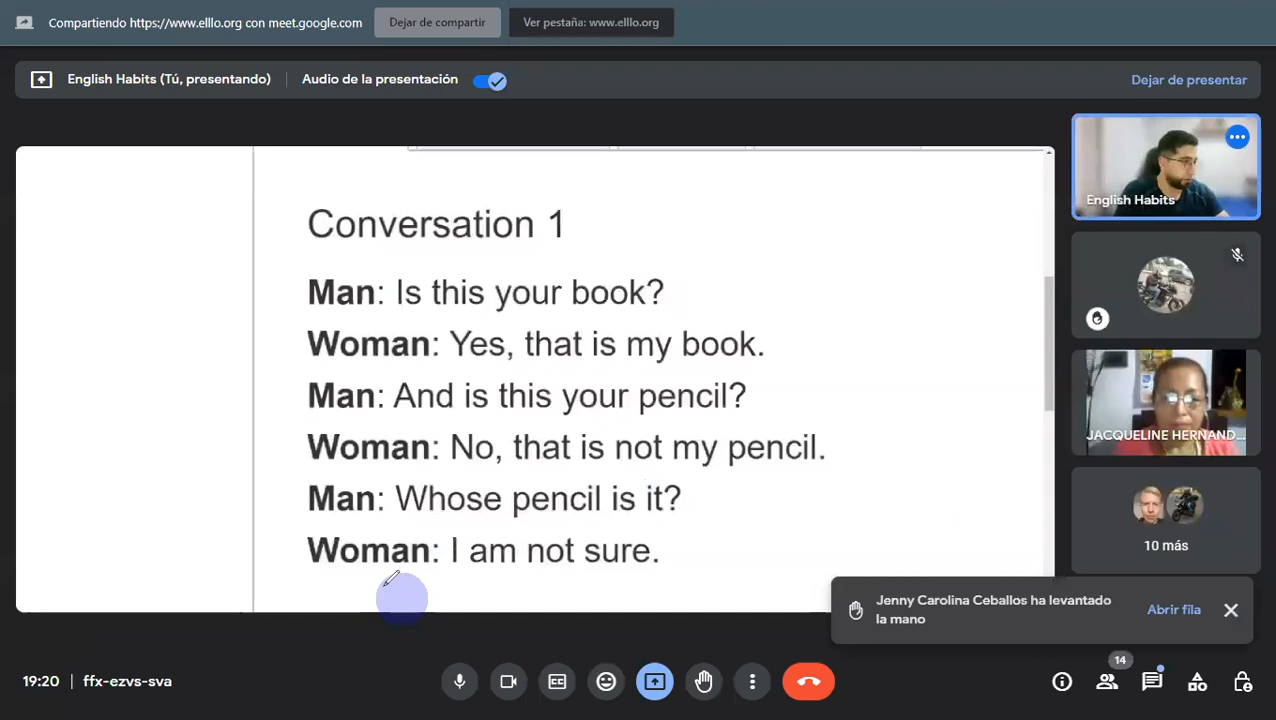 Compartiendo https://www.elllo.org con meet.google.com
Dejar de compartir
Ver pestaña: www.elllo.org
English Habits (Tú, presentando)
Audio de la presentación
Dejar de presentar
Conversation 1
Man: Is this your book?
Woman: Yes, that is my book.
Man: And is this your pencil?
Woman: No, that is not my pencil.
Man: Whose pencil is it?
Woman: I am not sure.
English Habits
JACQUELINE HERNAND...
10 más
Jenny Carolina Ceballos ha levantado
la mano
Abrir fila
19:20 | ffx-ezvs-sva
14